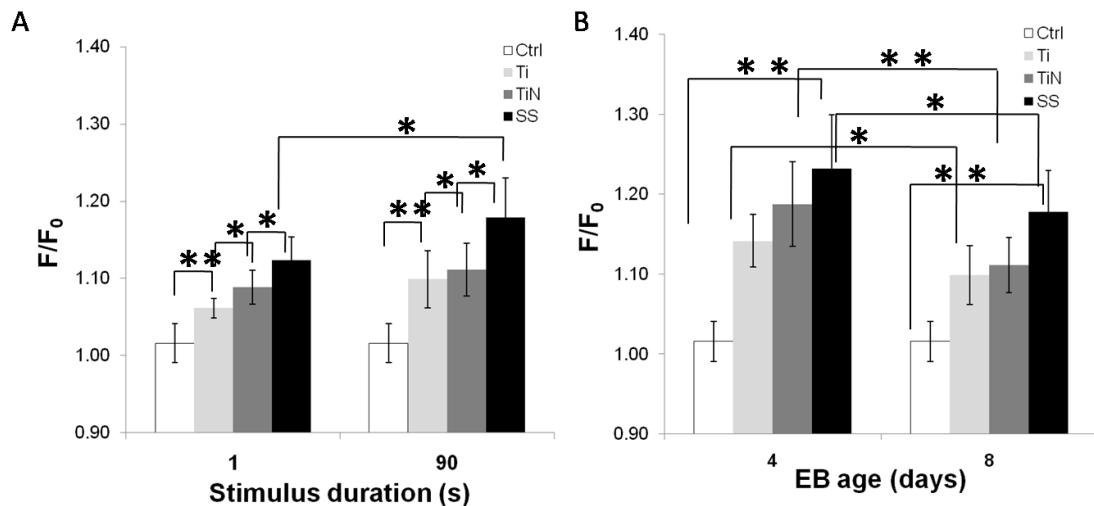 A
1.40
1.30
1.20
1.10
1.00
0.90
F/F0
Ctrl
Ti
TiN
SS
*
* *
*
*
* *
*
*
1
90
Stimulus duration (s)
B
1.40
1.30
1.20
1.10
1.00
0.90
F/F0
Ctrl
Ti
TiN
SS
* *
* *
*
*
* *
4
8
EB age (days)